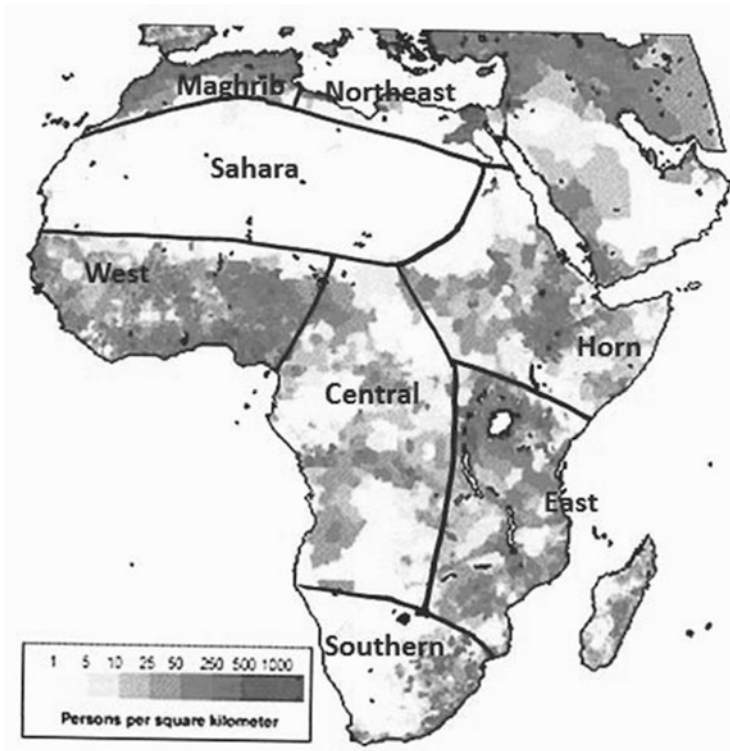 Maghrib
Northeast
Sahara
West
Horn
Central
East
Southern
1 5 10 25 50 250 500 1000
Persons per square kilometer